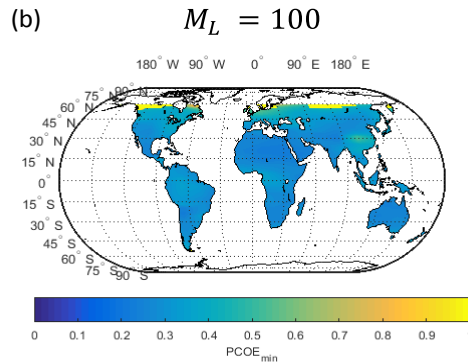 (b) M_L = 100
180° W 90° W 0° 90° E 180° E
90° N
75° N
60° N
45° N
30° N
15° N
0°
15° S
30° S
45° S
60° S
75° S
90° S
0 0.1 0.2 0.3 0.4 0.5 0.6 0.7 0.8 0.9
PCOE_min